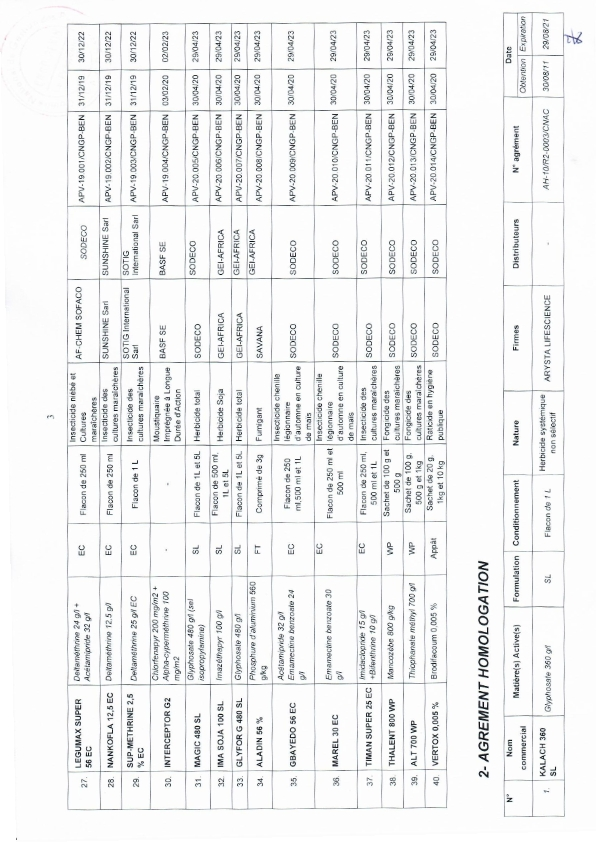 3
27. LEGUMAX SUPER 56 EC Deltaméthrine 24 g/l + Acétamipride 32 g/l EC Flacon de 250 ml Insecticide niébé et Cultures maraîchères AF-CHEM SOFACO SODECO APV-19.001/CNGP-BEN 31/12/19 30/12/22
28. NANKOFLA 12,5 EC Deltaméthrine 12,5 g/l EC Flacon de 250 ml Insecticide des cultures maraîchères SUNSHINE Sarl SUNSHINE Sarl APV-19.002/CNGP-BEN 31/12/19 30/12/22
29. SUP-METHRINE 2,5 % EC Deltaméthrine 25 g/l EC EC Flacon de 1 L Insecticide des cultures maraîchères SOTIG International Sarl SOTIG International Sarl APV-19.003/CNGP-BEN 31/12/19 30/12/22
30. INTERCEPTOR G2 Chlorfenapyr 200 mg/m2 + Alpha-cyperméthrine 100 mg/m2 - - Moustiquaire Imprégnée à Longue Durée d'Action BASF SE BASF SE APV-19.004/CNGP-BEN 03/02/20 02/02/23
31. MAGIC 480 SL Glyphosate 480 g/l (sel isopropylamine) SL Flacon de 1L et 5L Herbicide total SODECO SODECO APV-20.005/CNGP-BEN 30/04/20 29/04/23
32. IMA SOJA 100 SL Imazéthapyr 100 g/l SL Flacon de 500 ml, 1L et 5L Herbicide Soja GEI-AFRICA GEI-AFRICA APV-20.006/CNGP-BEN 30/04/20 29/04/23
33. GLYFOR G 480 SL Glyphosate 480 g/l SL Flacon de 1L et 5L Herbicide total GEI-AFRICA GEI-AFRICA APV-20.007/CNGP-BEN 30/04/20 29/04/23
34. ALADIN 56 % Phosphure d'aluminium 560 g/kg FT Comprimé de 3g Fumigant SAVANA GEI-AFRICA APV-20.008/CNGP-BEN 30/04/20 29/04/23
35. GBAYEDO 56 EC Acétamipride 32 g/l Emamectine benzoate 24 g/l EC Flacon de 250 ml,500 ml et 1L Insecticide chenille légionnaire d'automne en culture de maïs SODECO SODECO APV-20.009/CNGP-BEN 30/04/20 29/04/23
36. MAREL 30 EC Emamectine benzoate 30 g/l EC Flacon de 250 ml et 500 ml Insecticide chenille légionnaire d'automne en culture de maïs SODECO SODECO APV-20.010/CNGP-BEN 30/04/20 29/04/23
37. TIMAN SUPER 25 EC Imidaclopride 15 g/l +Bifenthrine 10 g/l EC Flacon de 250 ml, 500 ml et 1L Insecticide des cultures maraîchères SODECO SODECO APV-20.011/CNGP-BEN 30/04/20 29/04/23
38. THALENT 800 WP Mancozèbe 800 g/kg WP Sachet de 100 g et 500 g Fongicide des cultures maraîchères SODECO SODECO APV-20.012/CNGP-BEN 30/04/20 29/04/23
39. ALT 700 WP Thiophanate méthyl 700 g/l WP Sachet de 100 g, 500 g et 1kg Fongicide des cultures maraîchères SODECO SODECO APV-20.013/CNGP-BEN 30/04/20 29/04/23
40. VERTOX 0,005 % Brodifacoum 0,005 % Appât Sachet de 20 g, 1kg et 10 kg Raticide en hygiène publique SODECO SODECO APV-20.014/CNGP-BEN 30/04/20 29/04/23
2- AGREMENT HOMOLOGATION
N° Nom commercial Matière(s) Active(s) Formulation Conditionnement Nature Firmes Distributeurs N° agrément Date
Obtention Expiration
1. KALACH 360 SL Glyphosate 360 g/l SL Flacon de 1 L Herbicide systémique non sélectif ARYSTA LIFESCIENCE - AH-10/R2-0003/CNAC 30/08/11 29/08/21